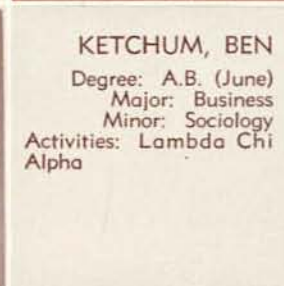 KETCHUM, BEN
Degree: A.B. (June)
Major: Business
Minor: Sociology
Activities: Lambda Chi
Alpha